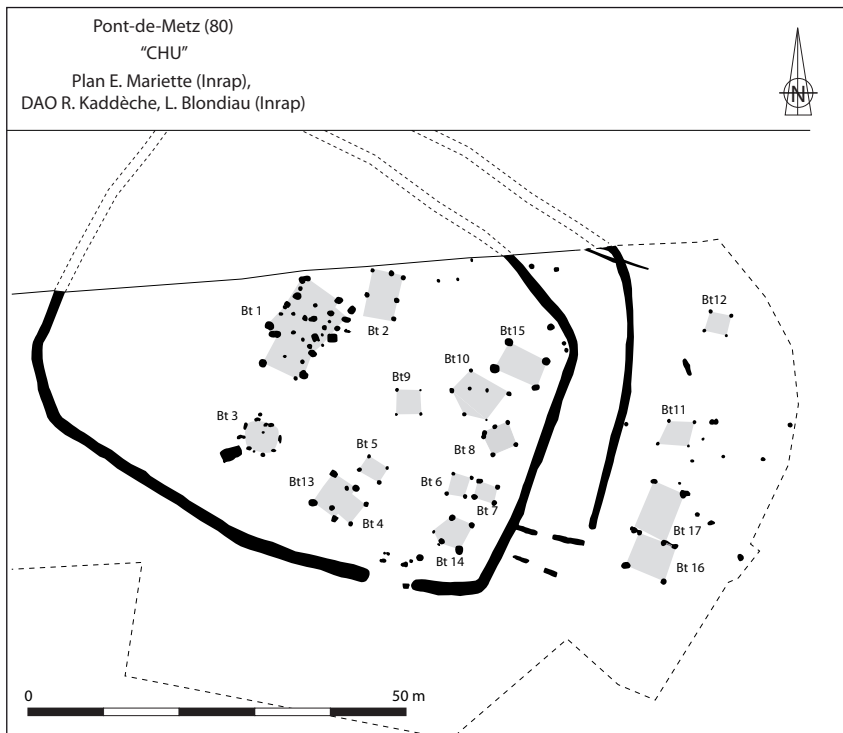 Pont-de-Metz (80)
“CHU”
Plan E. Mariette (Inrap),
DAO R. Kaddèche, L. Blondiau (Inrap)
N
Bt 1
Bt 2
Bt12
Bt15
Bt10
Bt9
Bt 3
Bt11
Bt 5
Bt 8
Bt13
Bt 6
Bt 7
Bt 4
Bt 17
Bt 14
Bt 16
0
50 m